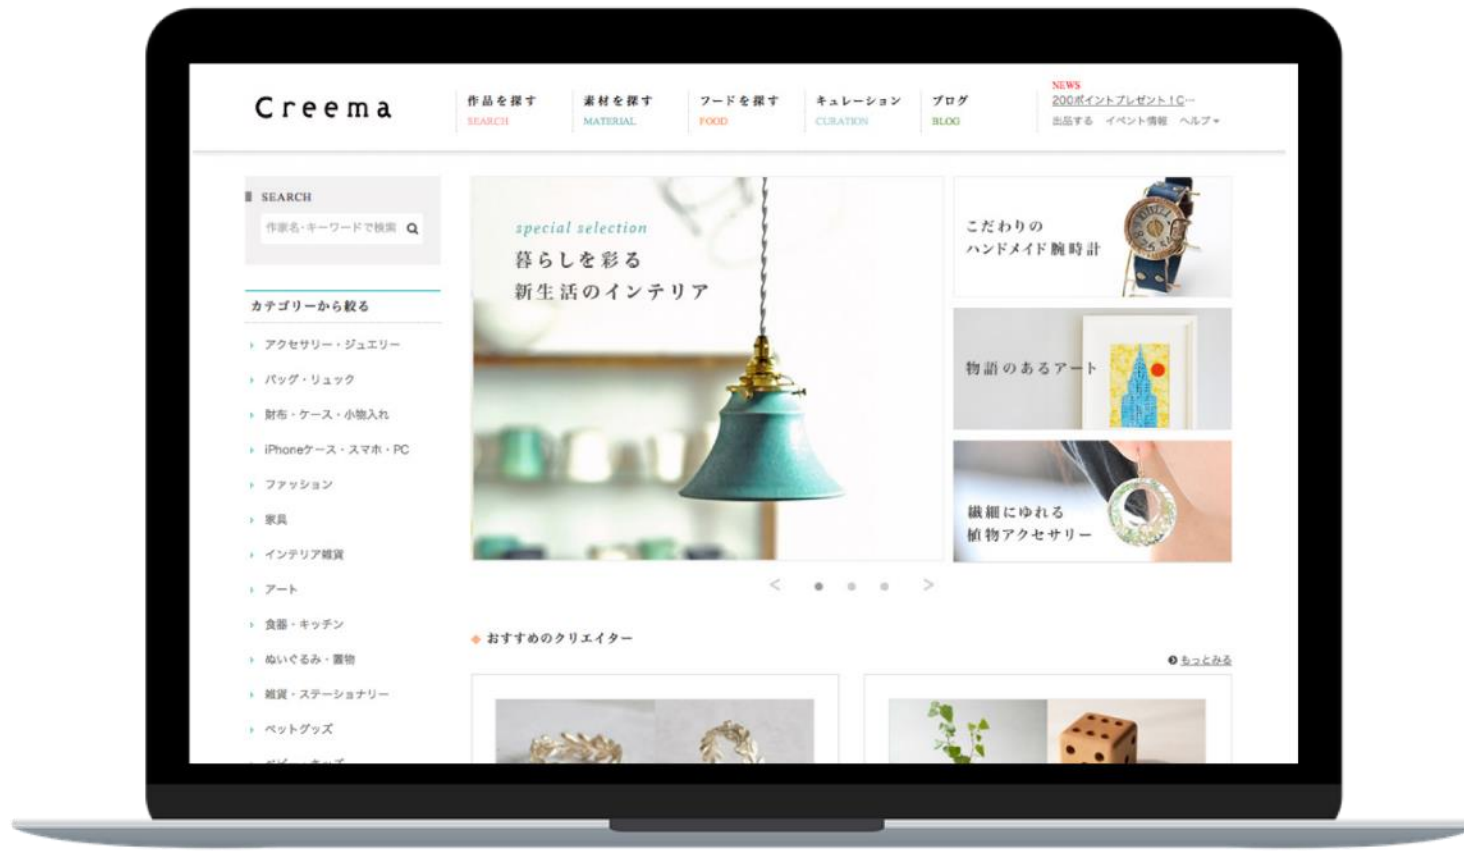 Creema
作品を探す
SEARCH
素材を探す
MATERIAL
フードを探す
FOOD
キュレーション
CURATION
ブログ
BLOG
NEWS
200ポイントプレゼント!C…
出品する イベント情報 ヘルプ
SEARCH
作家名・キーワードで検索
カテゴリーから絞る
アクセサリー・ジュエリー
バッグ・リュック
財布・ケース・小物入れ
iPhoneケース・スマホ・PC
ファッション
家具
インテリア雑貨
アート
食器・キッチン
ぬいぐるみ・置物
雑貨・ステーショナリー
ペットグッズ
special selection
暮らしを彩る
新生活のインテリア
こだわりの
ハンドメイド腕時計
物語のあるアート
繊細にゆれる
植物アクセサリー
おすすめのクリエイター
もっとみる